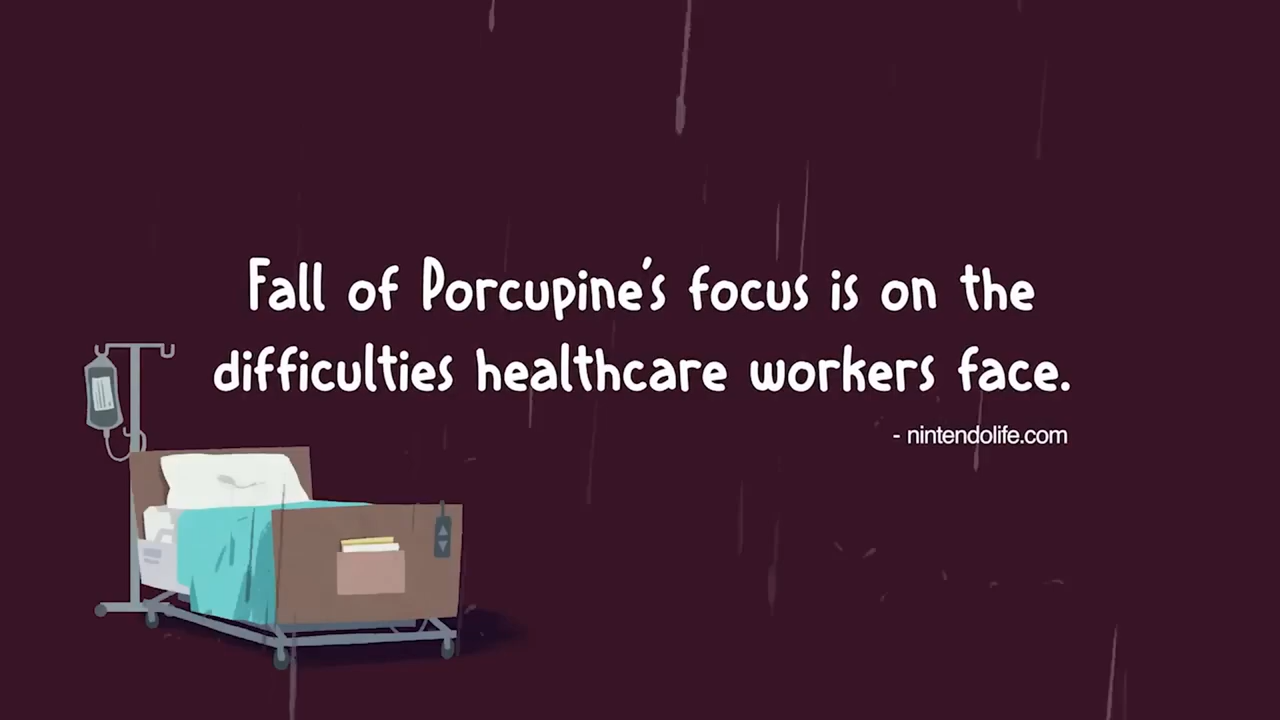 Fall of Porcupine's focus is on the
difficulties healthcare workers face.
- nintendolife.com